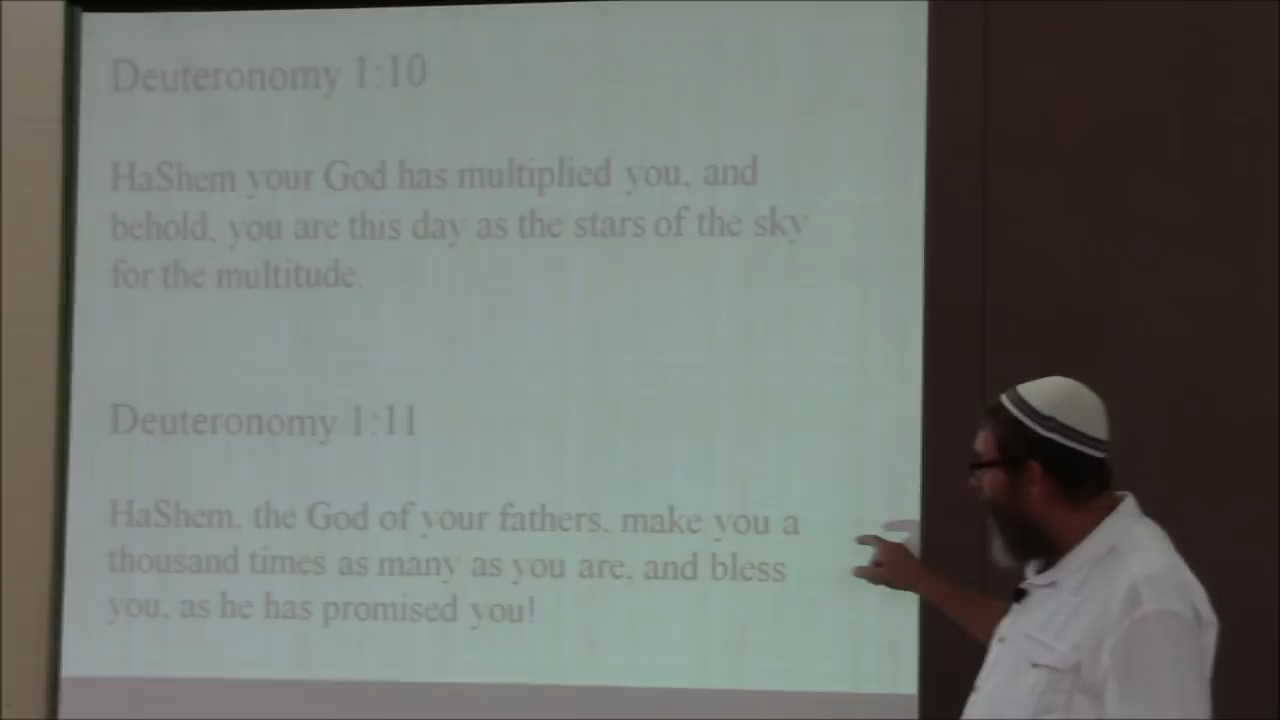 Deuteronomy 1:10
HaShem your God has multiplied you, and
behold, you are this day as the stars of the sky
for the multitude.
Deuteronomy 1:11
HaShem, the God of your fathers, make you a
thousand times as many as you are, and bless
you, as he has promised you!